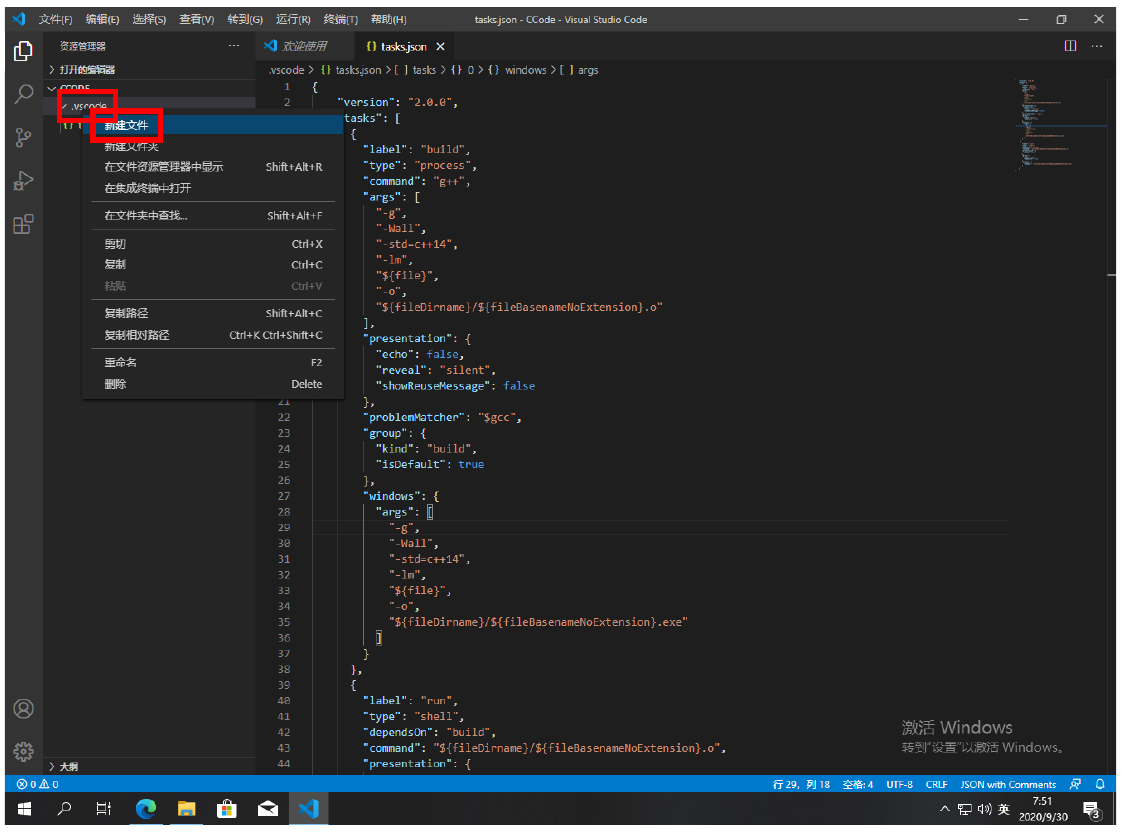 文件(F) 编辑(E) 选择(S) 查看(V) 转到(G) 运行(R) 终端(T) 帮助(H) tasks.json - CCode - Visual Studio Code
资源管理器
欢迎使用 {} tasks.json
打开的编辑器
.vscode > {} tasks.json > [ ] tasks > {} 0 > {} windows > [ ] args
CCODE
.vscode
新建文件
新建文件夹
在文件资源管理器中显示 Shift+Alt+R
在集成终端中打开
在文件夹中查找... Shift+Alt+F
剪切 Ctrl+X
复制 Ctrl+C
粘贴 Ctrl+V
复制路径 Shift+Alt+C
复制相对路径 Ctrl+K Ctrl+Shift+C
重命名 F2
删除 Delete
1 {
2 "version": "2.0.0",
tasks": [
{
"label": "build",
"type": "process",
"command": "g++",
"args": [
"-g",
"-Wall",
"-std=c++14",
"-lm",
"${file}",
"-o",
"${fileDirname}/${fileBasenameNoExtension}.o"
],
"presentation": {
"echo": false,
"reveal": "silent",
"showReuseMessage": false
21 },
22 "problemMatcher": "$gcc",
23 "group": {
24 "kind": "build",
25 "isDefault": true
26 },
27 "windows": {
28 "args": [
29 "-g",
30 "-Wall",
31 "-std=c++14",
32 "-lm",
33 "${file}",
34 "-o",
35 "${fileDirname}/${fileBasenameNoExtension}.exe"
36 ]
37 }
38 },
39 {
40 "label": "run",
41 "type": "shell",
42 "dependsOn": "build",
43 "command": "${fileDirname}/${fileBasenameNoExtension}.o",
44 "presentation": {
大纲
激活 Windows
转到"设置"以激活 Windows。
0 0 行 29，列 18 空格: 4 UTF-8 CRLF JSON with Comments
英 7:51
2020/9/30
3